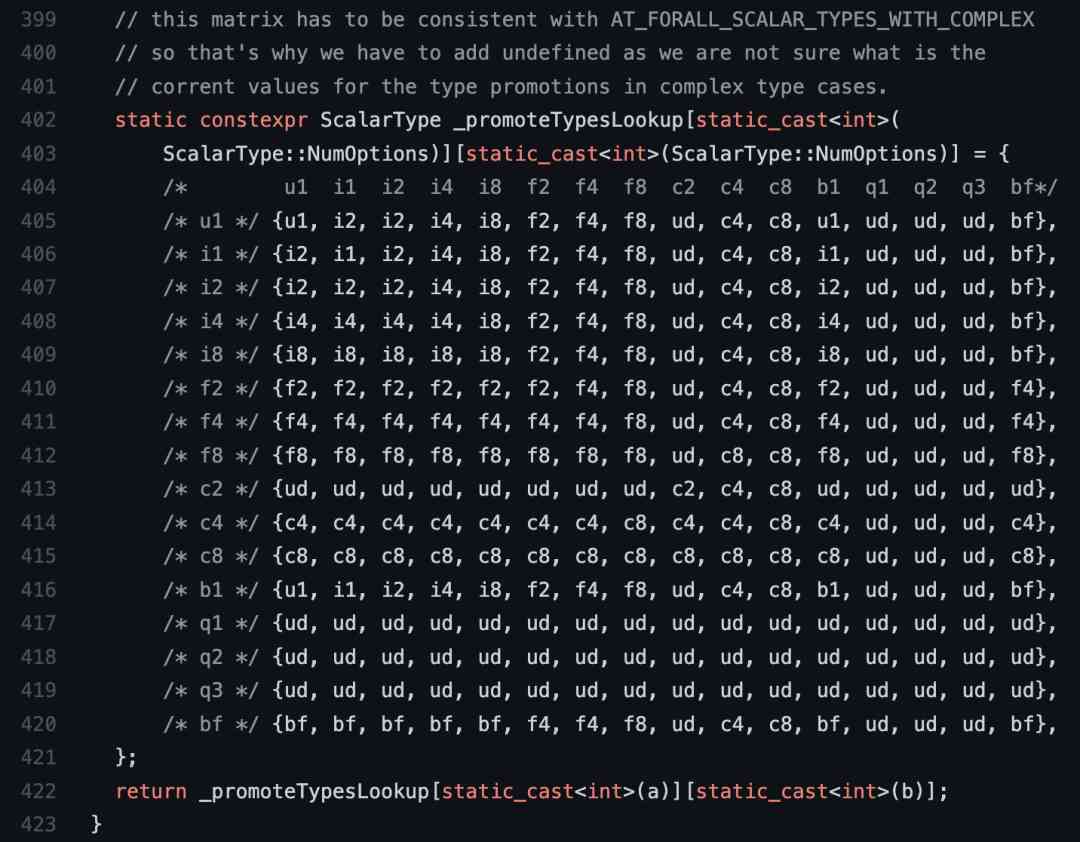 399 // this matrix has to be consistent with AT_FORALL_SCALAR_TYPES_WITH_COMPLEX
400 // so that's why we have to add undefined as we are not sure what is the
401 // corrent values for the type promotions in complex type cases.
402 static constexpr ScalarType _promoteTypesLookup[static_cast<int>(
403 ScalarType::NumOptions)][static_cast<int>(ScalarType::NumOptions)] = {
404 /* u1 i1 i2 i4 i8 f2 f4 f8 c2 c4 c8 b1 q1 q2 q3 bf*/
405 /* u1 */ {u1, i2, i2, i4, i8, f2, f4, f8, ud, c4, c8, u1, ud, ud, ud, bf},
406 /* i1 */ {i2, i1, i2, i4, i8, f2, f4, f8, ud, c4, c8, i1, ud, ud, ud, bf},
407 /* i2 */ {i2, i2, i2, i4, i8, f2, f4, f8, ud, c4, c8, i2, ud, ud, ud, bf},
408 /* i4 */ {i4, i4, i4, i4, i8, f2, f4, f8, ud, c4, c8, i4, ud, ud, ud, bf},
409 /* i8 */ {i8, i8, i8, i8, i8, f2, f4, f8, ud, c4, c8, i8, ud, ud, ud, bf},
410 /* f2 */ {f2, f2, f2, f2, f2, f2, f4, f8, ud, c4, c8, f2, ud, ud, ud, f4},
411 /* f4 */ {f4, f4, f4, f4, f4, f4, f4, f8, ud, c4, c8, f4, ud, ud, ud, f4},
412 /* f8 */ {f8, f8, f8, f8, f8, f8, f8, f8, ud, c8, c8, f8, ud, ud, ud, f8},
413 /* c2 */ {ud, ud, ud, ud, ud, ud, ud, ud, c2, c4, c8, ud, ud, ud, ud, ud},
414 /* c4 */ {c4, c4, c4, c4, c4, c4, c4, c8, c4, c4, c8, c4, ud, ud, ud, c4},
415 /* c8 */ {c8, c8, c8, c8, c8, c8, c8, c8, c8, c8, c8, c8, ud, ud, ud, c8},
416 /* b1 */ {u1, i1, i2, i4, i8, f2, f4, f8, ud, c4, c8, b1, ud, ud, ud, bf},
417 /* q1 */ {ud, ud, ud, ud, ud, ud, ud, ud, ud, ud, ud, ud, ud, ud, ud, ud},
418 /* q2 */ {ud, ud, ud, ud, ud, ud, ud, ud, ud, ud, ud, ud, ud, ud, ud, ud},
419 /* q3 */ {ud, ud, ud, ud, ud, ud, ud, ud, ud, ud, ud, ud, ud, ud, ud, ud},
420 /* bf */ {bf, bf, bf, bf, bf, f4, f4, f8, ud, c4, c8, bf, ud, ud, ud, bf},
421 };
422 return _promoteTypesLookup[static_cast<int>(a)][static_cast<int>(b)];
423 }